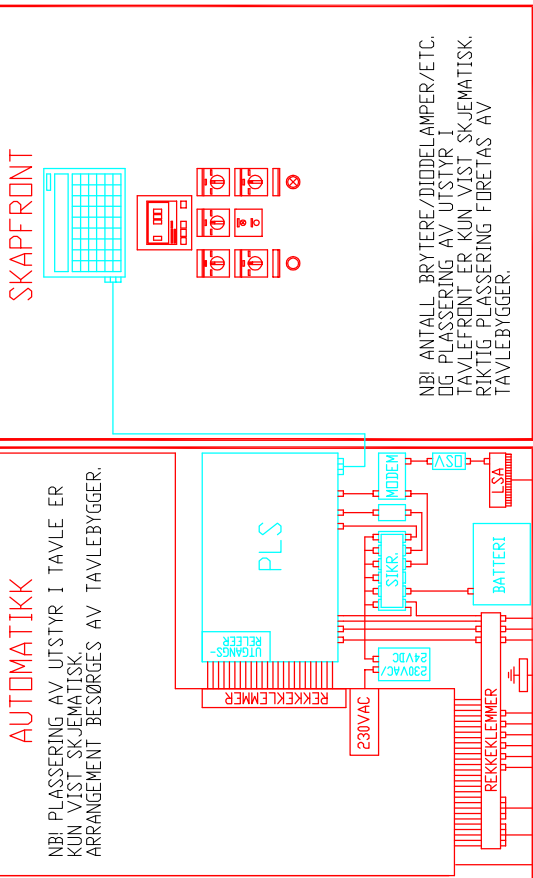 SKAPFRONT
NB! ANTALL BRYTERE/DIODELAMPER/ETC.
OG PLASSERING AV UTSTYR I
TAVLEFRONT ER KUN VIST SKJEMATISK.
RIKTIG PLASSERING FORETAS AV
TAVLEBYGGER.
AUTOMATIKK
NB! PLASSERING AV UTSTYR I TAVLE ER
KUN VIST SKJEMATISK.
ARRANGEMENT BESØRGES AV TAVLEBYGGER.
PLS
UTGANGS-
RELEER
REKKEKLEMMER
230VAC
230VAC/
24VDC
SIKR.
MODEM
OSV
LSA
BATTERI
REKKEKLEMMER